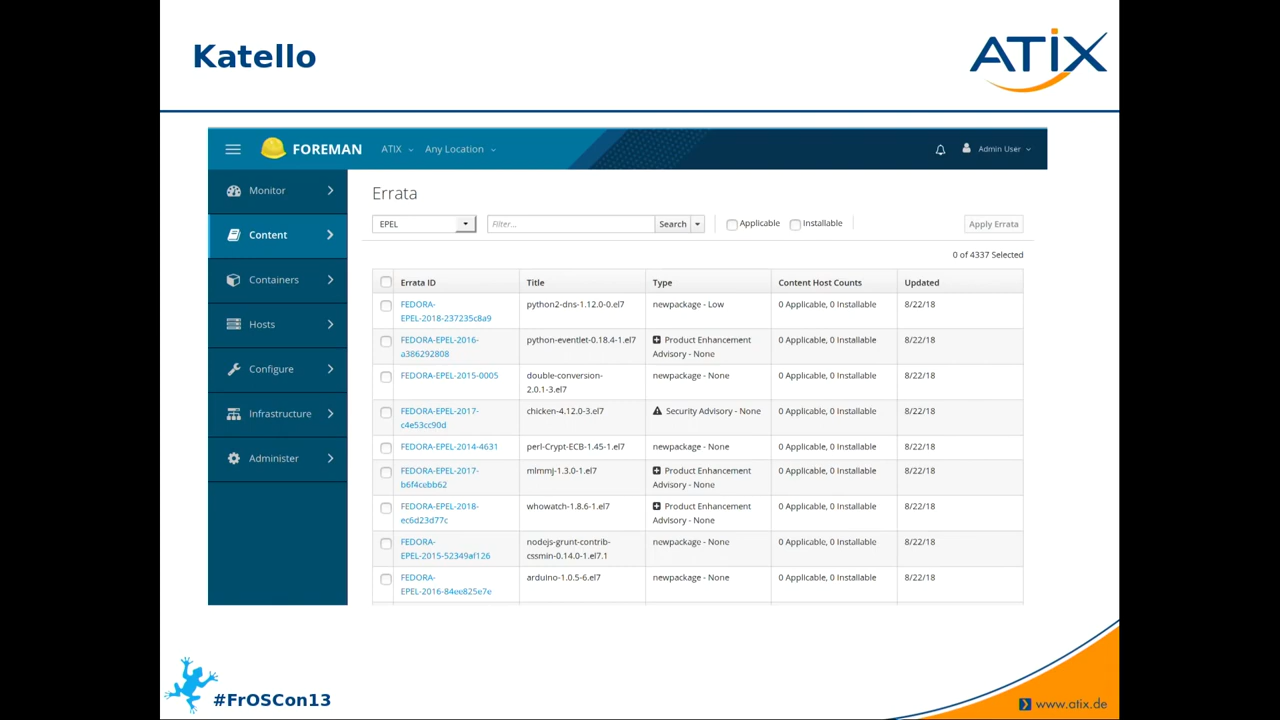 Katello
ATIX
FOREMAN ATIX Any Location Admin User
Monitor
Content
Containers
Hosts
Configure
Infrastructure
Administer
Errata
EPEL Filter... Search Applicable Installable Apply Errata
0 of 4337 Selected
Errata ID Title Type Content Host Counts Updated
FEDORA- python2-dns-1.12.0-0.el7 newpackage - Low 0 Applicable, 0 Installable 8/22/18
EPEL-2018-237235c8a9
FEDORA-EPEL-2016- python-eventlet-0.18.4-1.el7 Product Enhancement 0 Applicable, 0 Installable 8/22/18
a386292808 Advisory - None
FEDORA-EPEL-2015-0005 double-conversion- newpackage - None 0 Applicable, 0 Installable 8/22/18
2.0.1-3.el7
FEDORA-EPEL-2017- chicken-4.12.0-3.el7 Security Advisory - None 0 Applicable, 0 Installable 8/22/18
c4e53cc90d
FEDORA-EPEL-2014-4631 perl-Crypt-ECB-1.45-1.el7 newpackage - None 0 Applicable, 0 Installable 8/22/18
FEDORA-EPEL-2017- mlmmj-1.3.0-1.el7 Product Enhancement 0 Applicable, 0 Installable 8/22/18
b6f4cebb62 Advisory - None
FEDORA-EPEL-2018- whowatch-1.8.6-1.el7 Product Enhancement 0 Applicable, 0 Installable 8/22/18
ec6d23d77c Advisory - None
FEDORA- nodejs-grunt-contrib- newpackage - None 0 Applicable, 0 Installable 8/22/18
EPEL-2015-52349af126 cssmin-0.14.0-1.el7.1
FEDORA- arduino-1.0.5-6.el7 newpackage - None 0 Applicable, 0 Installable 8/22/18
EPEL-2016-84ee825e7e
#FrOSCon13
www.atix.de